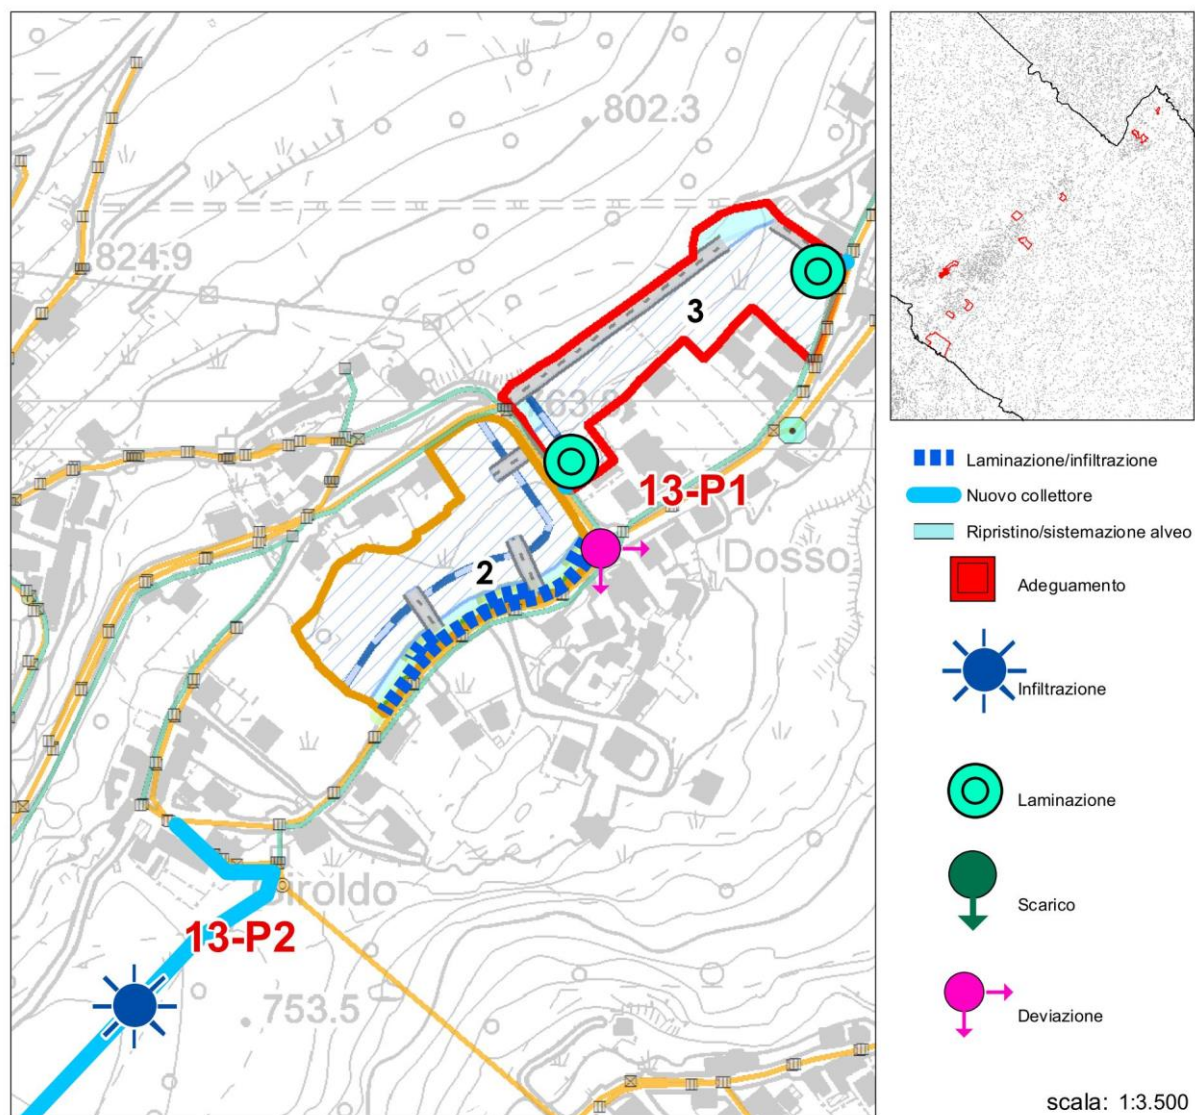 802.3
824.9
3
13-P1
Dosso
2
13-P2
753.5
Laminazione/infiltrazione
Nuovo collettore
Ripristino/sistemazione alveo
Adeguamento
Infiltrazione
Laminazione
Scarico
Deviazione
scala: 1:3.500